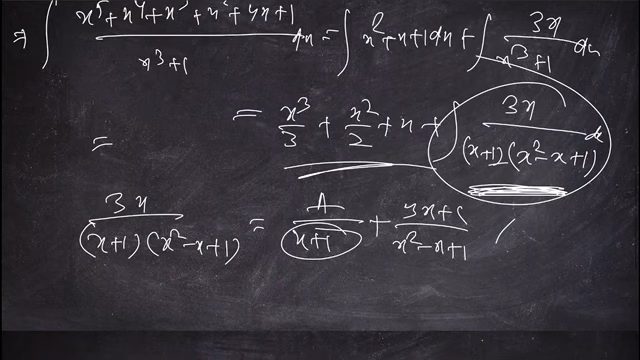 ⇒ ∫ (x⁵ + x⁴ + x³ + x² + 4x + 1)/(x³ + 1) dx = ∫ x² + x + 1 dx + ∫ 3x/(x³ + 1) dx
= x³/3 + x²/2 + x + ∫ 3x/((x+1)(x² − x + 1)) dx
=
3x/((x+1)(x² − x + 1)) = A/(x+1) + (Bx + C)/(x² − x + 1)